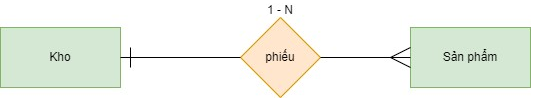 1 - N
Kho
phiếu
Sản phẩm